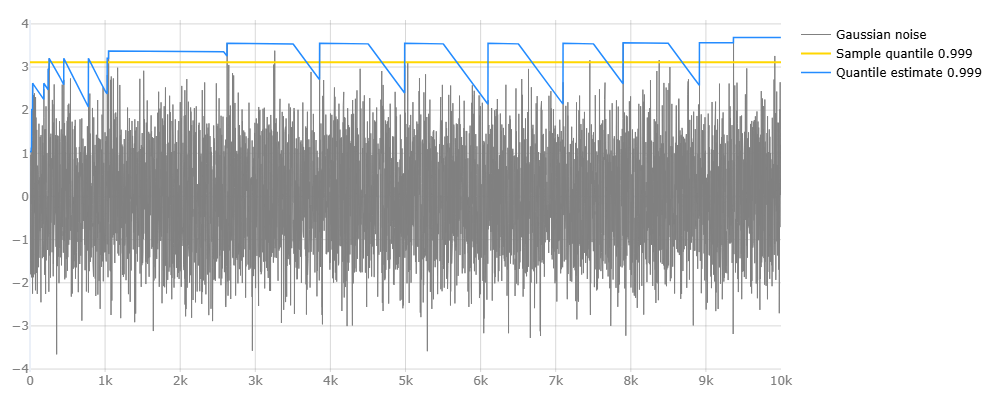 Gaussian noise
Sample quantile 0.999
Quantile estimate 0.999
4
3
2
1
0
−1
−2
−3
−4
0 1k 2k 3k 4k 5k 6k 7k 8k 9k 10k